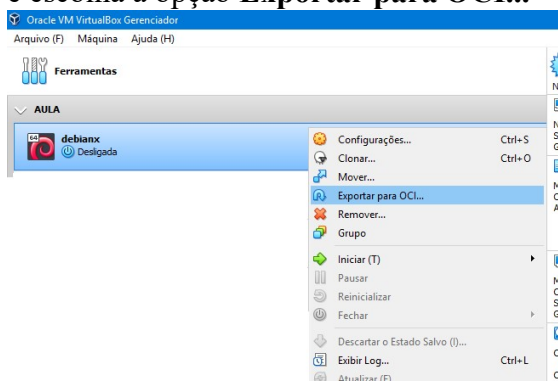 e escolha a opção Exportar para OCI...
Oracle VM VirtualBox Gerenciador
Arquivo (F) Máquina Ajuda (H)
Ferramentas
AULA
64
debianx
Desligada
Configurações... Ctrl+S
Clonar... Ctrl+O
Mover...
Exportar para OCI...
Remover...
Grupo
Iniciar (T)
Pausar
Reinicializar
Fechar
Descartar o Estado Salvo (I)...
Exibir Log... Ctrl+L
Atualizar (F)